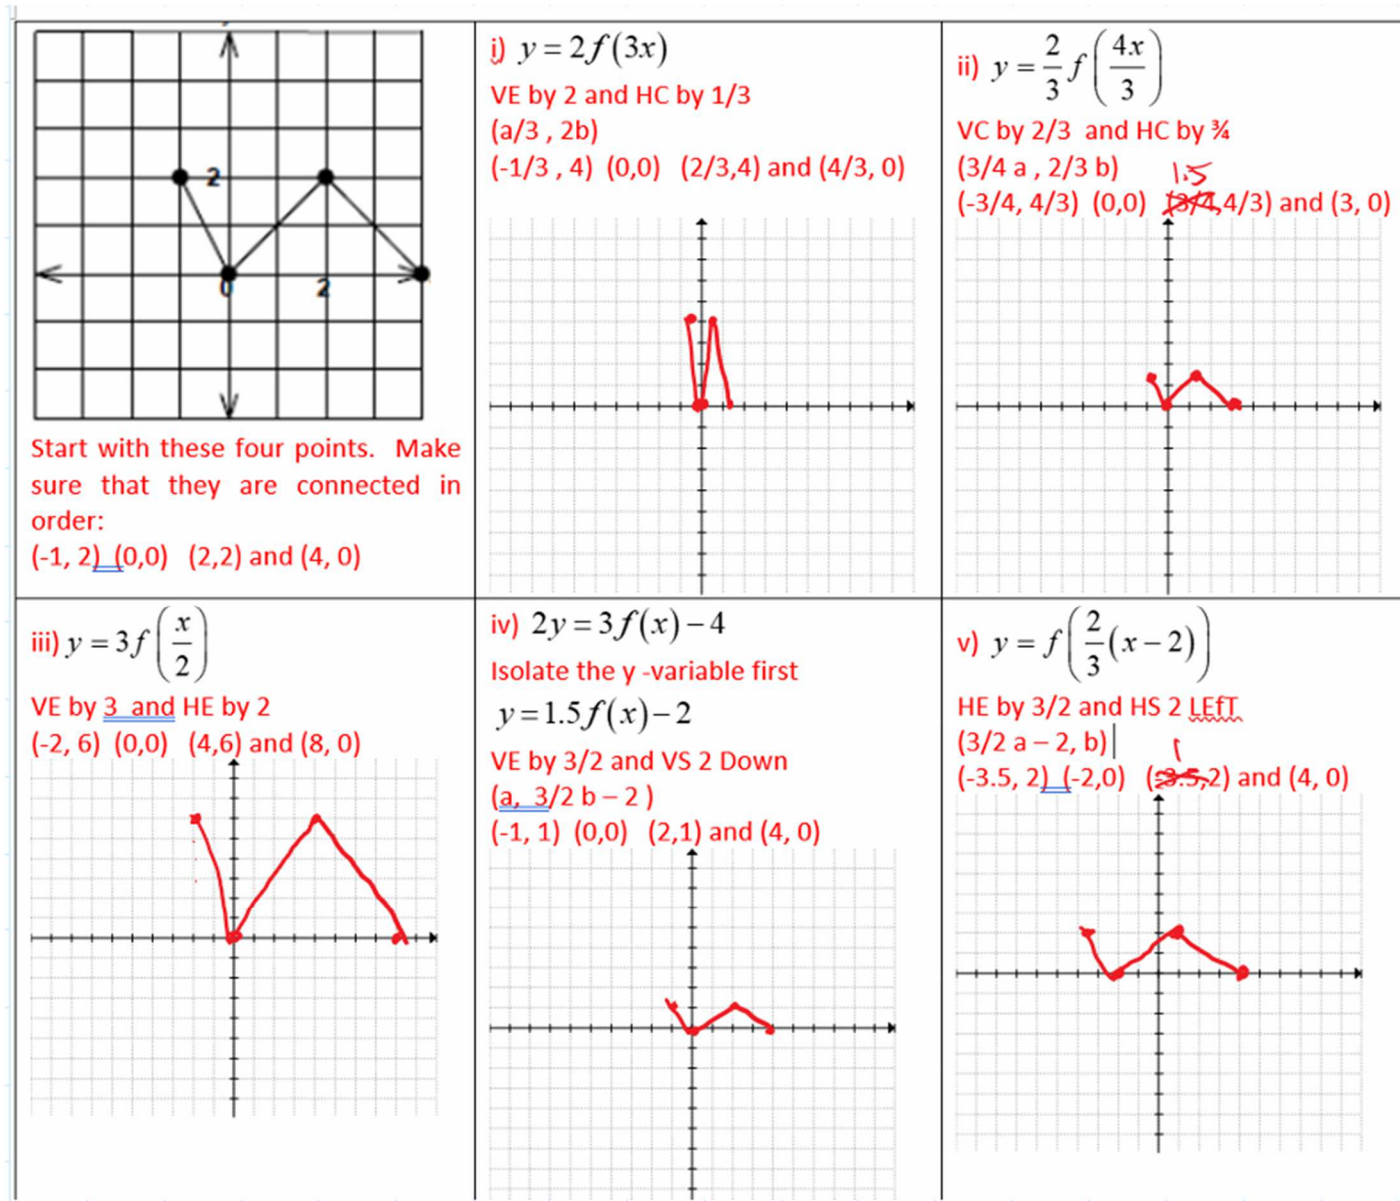 2
0
2
Start with these four points. Make
sure that they are connected in
order:
(-1, 2) (0,0) (2,2) and (4, 0)
i) y = 2f(3x)
VE by 2 and HC by 1/3
(a/3 , 2b)
(-1/3 , 4) (0,0) (2/3,4) and (4/3, 0)
ii) y = 2/3 f(4x/3)
VC by 2/3 and HC by ¾
(3/4 a , 2/3 b)
1.5
(-3/4, 4/3) (0,0) (3/4,4/3) and (3, 0)
iii) y = 3f(x/2)
VE by 3 and HE by 2
(-2, 6) (0,0) (4,6) and (8, 0)
iv) 2y = 3f(x) – 4
Isolate the y -variable first
y = 1.5f(x) – 2
VE by 3/2 and VS 2 Down
(a, 3/2 b – 2 )
(-1, 1) (0,0) (2,1) and (4, 0)
v) y = f(2/3(x – 2))
HE by 3/2 and HS 2 LEfT
(3/2 a – 2, b)
1
(-3.5, 2) (-2,0) (-3.5,2) and (4, 0)